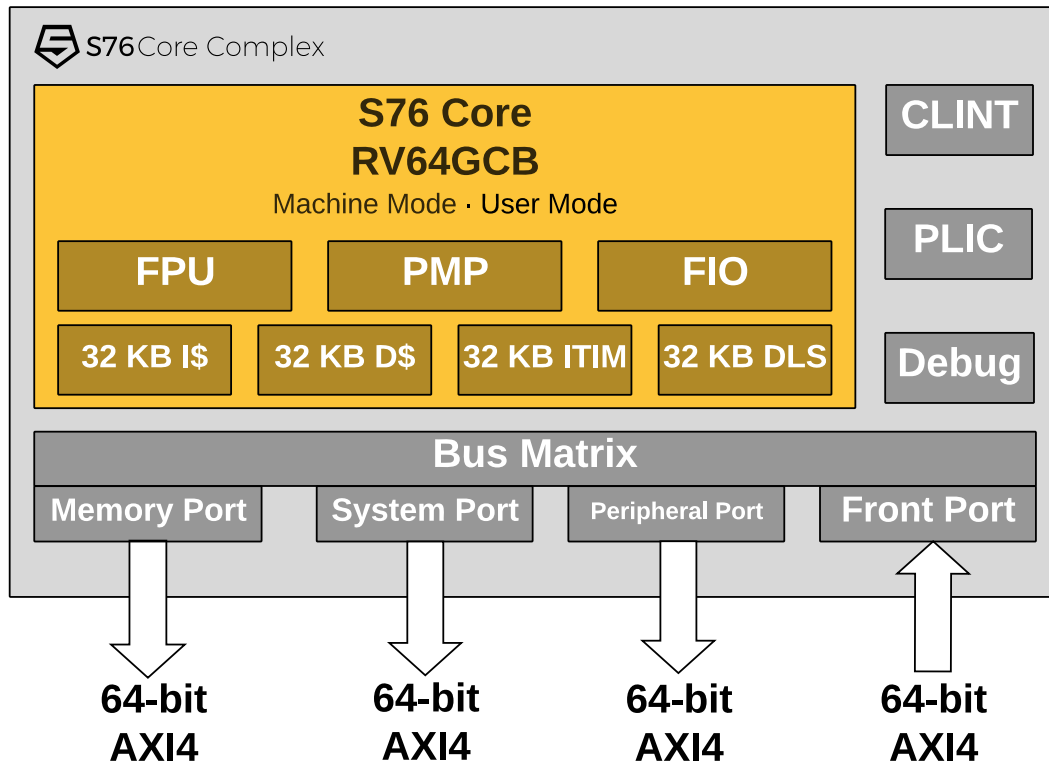 S76 Core Complex
S76 Core
RV64GCB
Machine Mode · User Mode
CLINT
PLIC
Debug
FPU
PMP
FIO
32 KB I$
32 KB D$
32 KB ITIM
32 KB DLS
Bus Matrix
Memory Port
System Port
Peripheral Port
Front Port
64-bit
AXI4
64-bit
AXI4
64-bit
AXI4
64-bit
AXI4